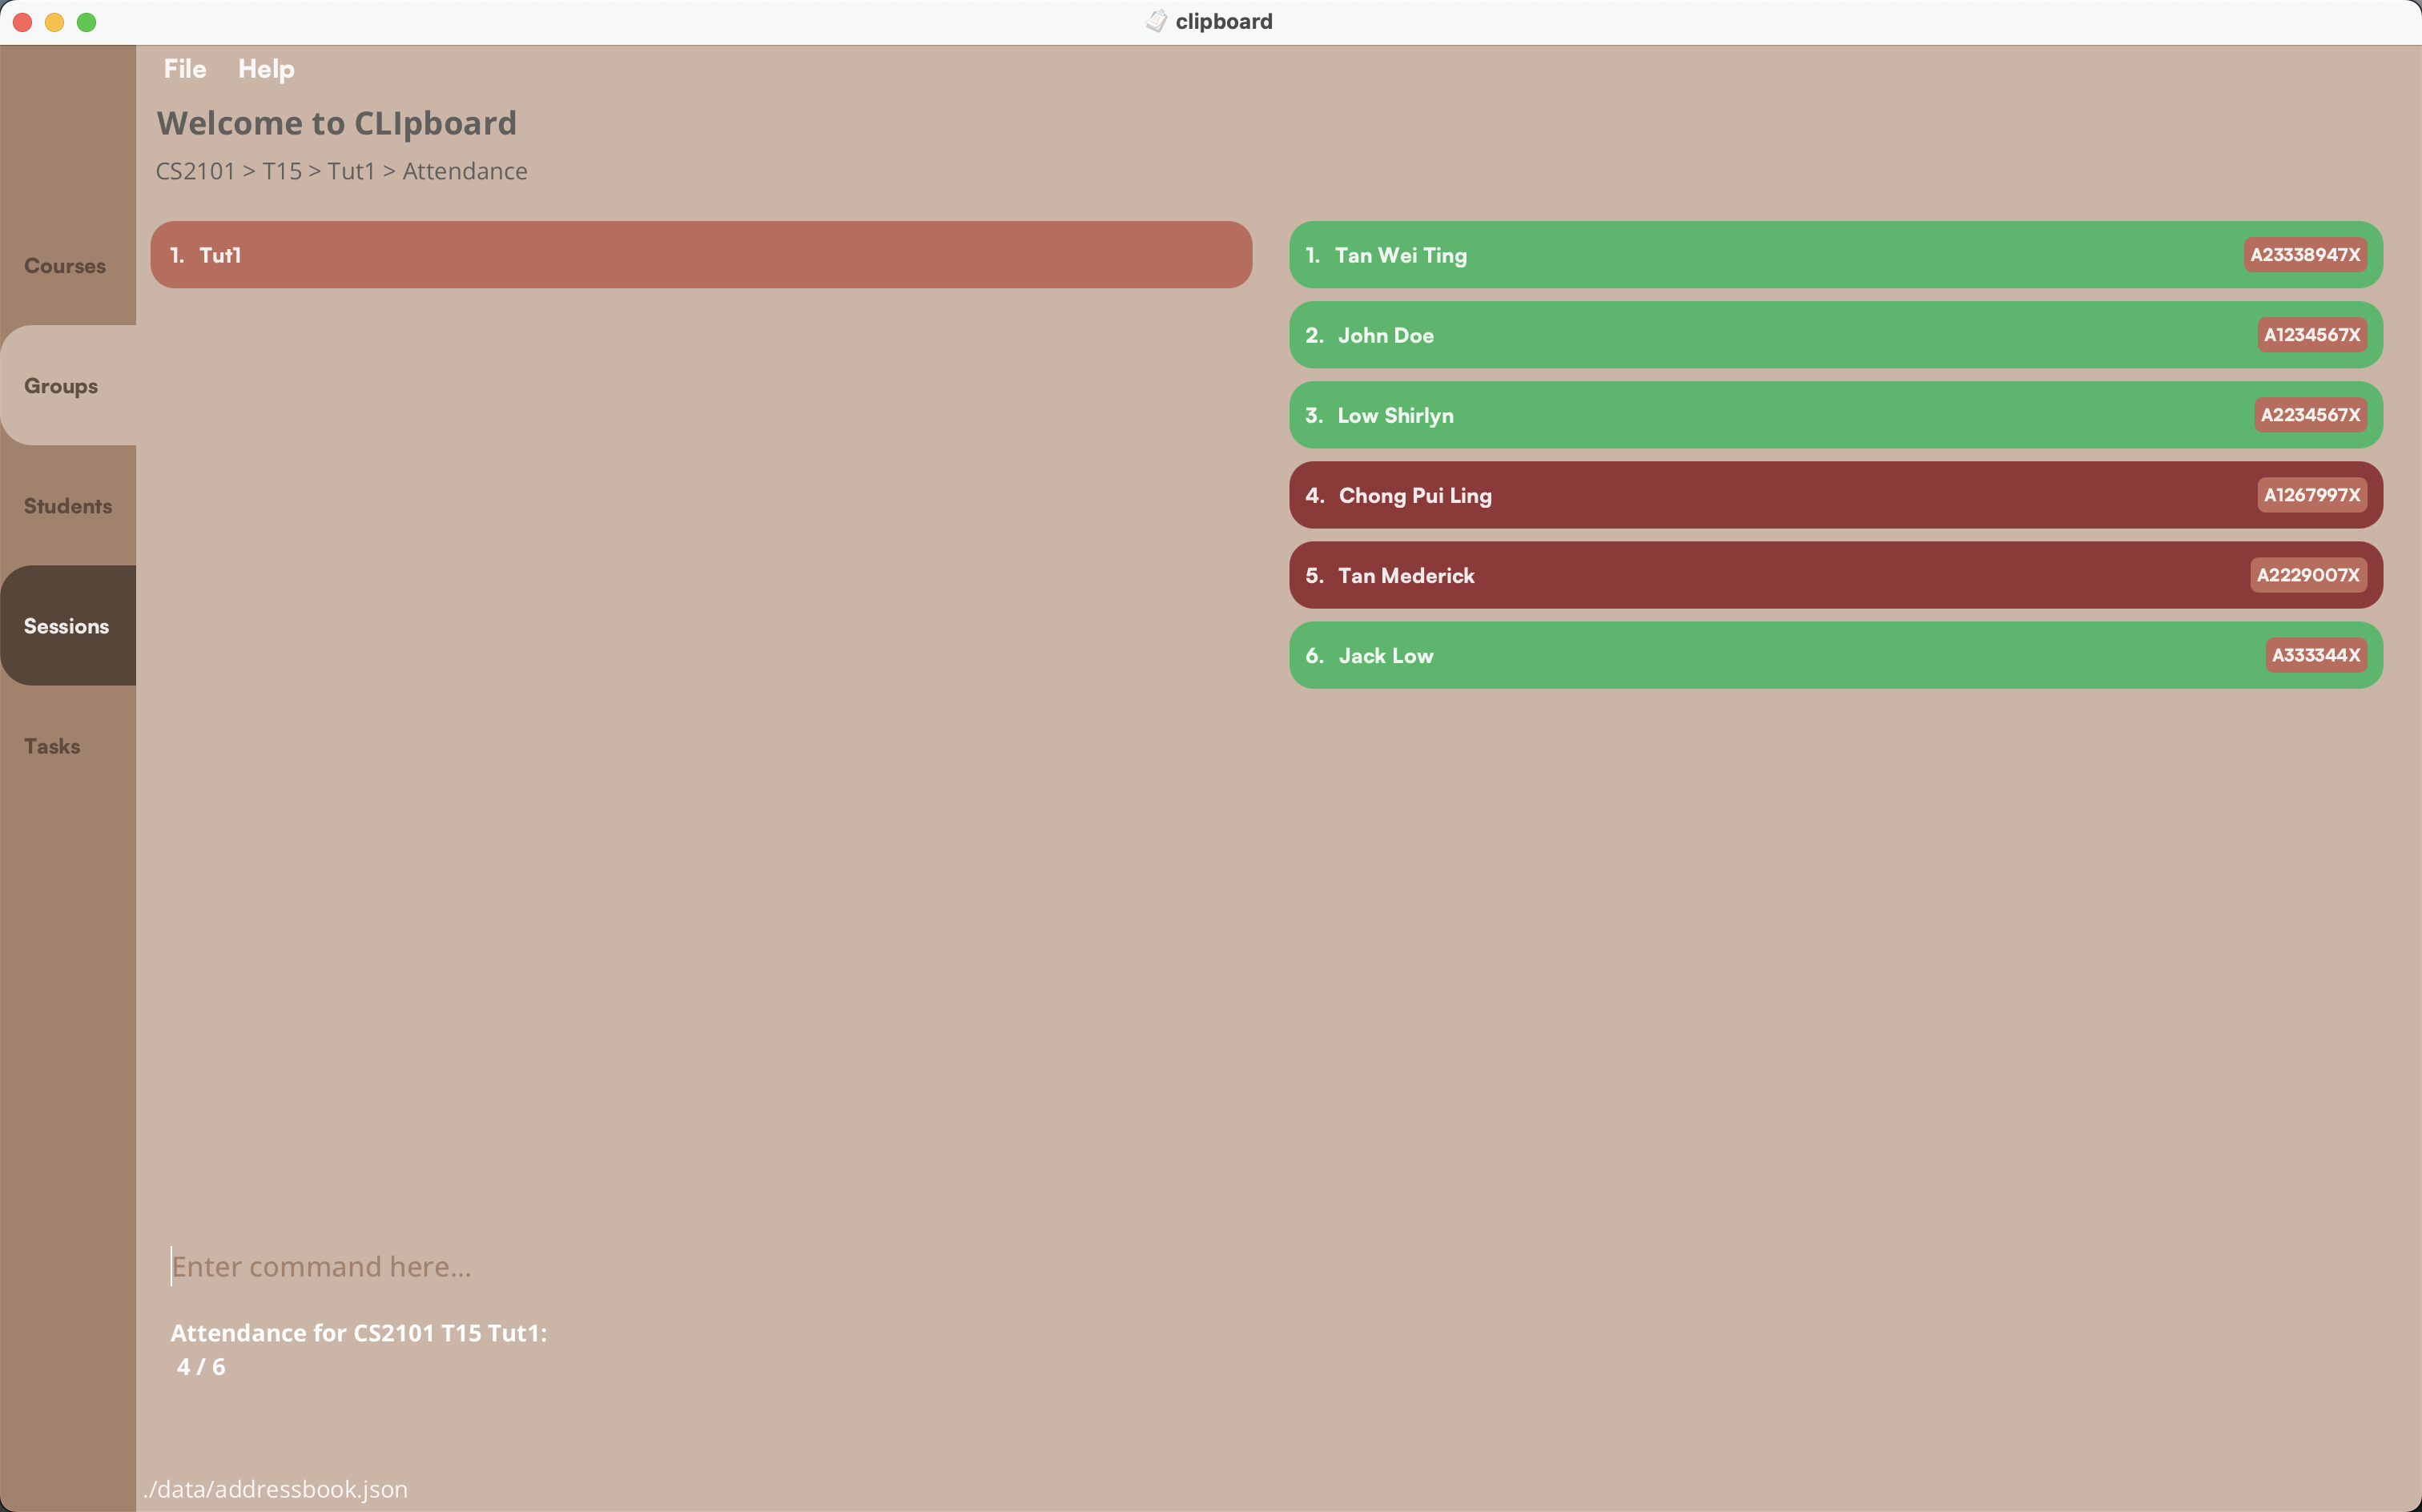 clipboard
File Help
Welcome to CLIpboard
CS2101 > T15 > Tut1 > Attendance
Courses
Groups
Students
Sessions
Tasks
1. Tut1
1. Tan Wei Ting A23338947X
2. John Doe A1234567X
3. Low Shirlyn A2234567X
4. Chong Pui Ling A1267997X
5. Tan Mederick A2229007X
6. Jack Low A333344X
Enter command here...
Attendance for CS2101 T15 Tut1:
4 / 6
./data/addressbook.json